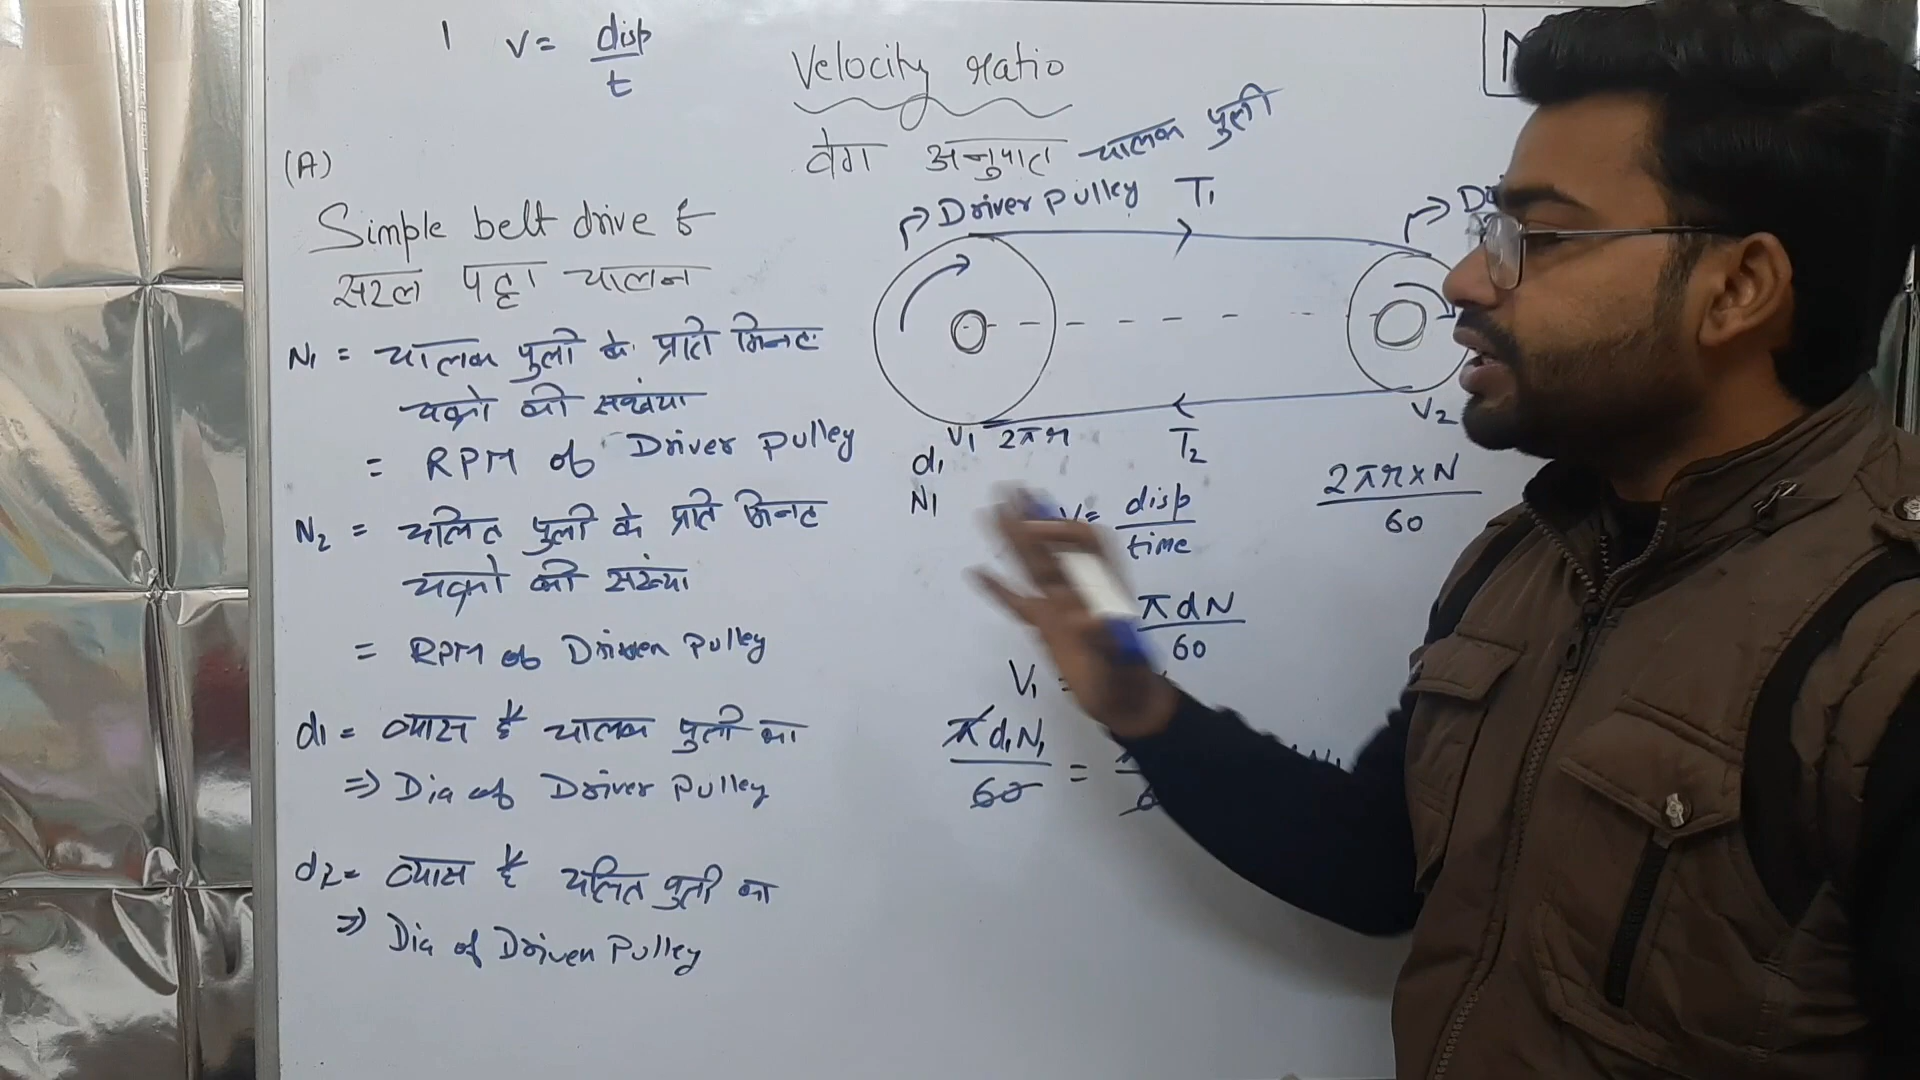 V = disp / t
Velocity ratio
वेग अनुपात
(A)
Simple belt drive
सरल पट्टा चालन
N1 = चालक पुली के प्रति मिनट
चक्रो की
= RPM of Driver Pulley
N2 = चलित पुली के प्रति मिनट
चक्रो की संख्या
= RPM of Driven Pulley
d1 = व्यास है चालक पुली का
⇒ Dia of Driver Pulley
d2 = व्यास है चलित पुली का
⇒ Dia of Driven Pulley
चालक पुली
Driver pulley T1
V1 2πr
T2
V2
d1
N1
V = disp / time
2πr×N / 60
πdN / 60
V1 =
πd1N1 / 60 =